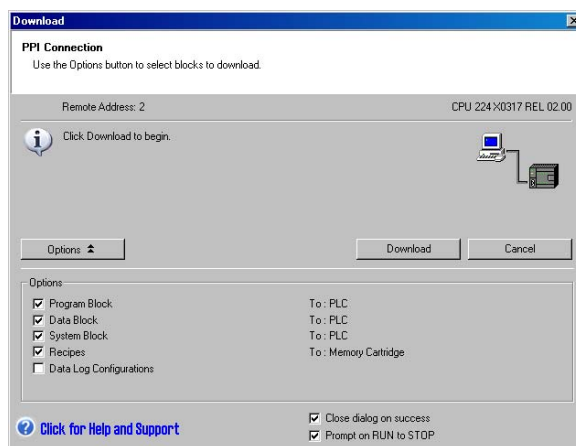 Download
PPI Connection
Use the Options button to select blocks to download.
Remote Address: 2 CPU 224 X0317 REL 02.00
Click Download to begin.
Options Download Cancel
Options
Program Block To : PLC
Data Block To : PLC
System Block To : PLC
Recipes To : Memory Cartridge
Data Log Configurations
Click for Help and Support
Close dialog on success
Prompt on RUN to STOP